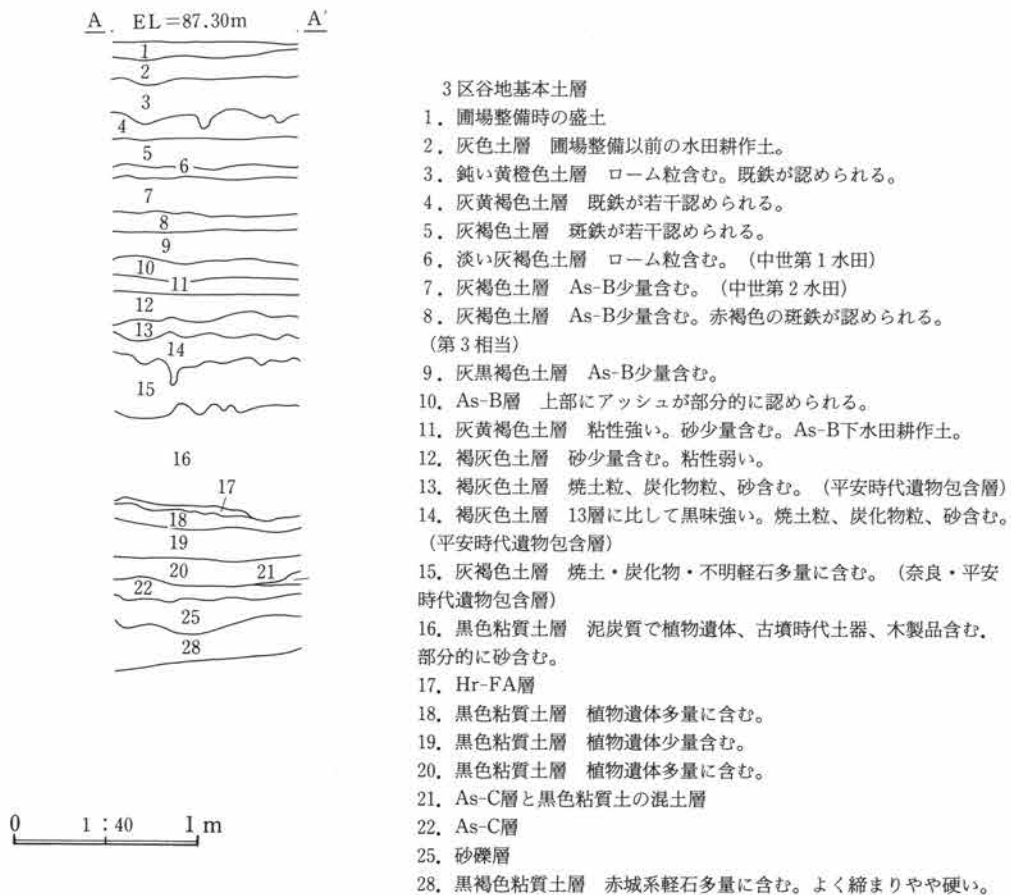 A EL=87.30m A'
1
2
3
4
5
6
7
8
9
10
11
12
13
14
15
16
17
18
19
20
21
22
25
28
0 1:40 1m
3区谷地基本土層
1. 圃場整備時の盛土
2. 灰色土層 圃場整備以前の水田耕作土。
3. 鈍い黄橙色土層 ローム粒含む。既鉄が認められる。
4. 灰黄褐色土層 既鉄が若干認められる。
5. 灰褐色土層 斑鉄が若干認められる。
6. 淡い灰褐色土層 ローム粒含む。(中世第1水田)
7. 灰褐色土層 As-B少量含む。(中世第2水田)
8. 灰褐色土層 As-B少量含む。赤褐色の斑鉄が認められる。
(第3相当)
9. 灰黒褐色土層 As-B少量含む。
10. As-B層 上部にアッシュが部分的に認められる。
11. 灰黄褐色土層 粘性強い。砂少量含む。As-B下水田耕作土。
12. 褐灰色土層 砂少量含む。粘性弱い。
13. 褐灰色土層 焼土粒、炭化物粒、砂含む。(平安時代遺物包含層)
14. 褐灰色土層 13層に比して黒味強い。焼土粒、炭化物粒、砂含む。
(平安時代遺物包含層)
15. 灰褐色土層 焼土・炭化物・不明軽石多量に含む。(奈良・平安
時代遺物包含層)
16. 黒色粘質土層 泥炭質で植物遺体、古墳時代土器、木製品含む.
部分的に砂含む。
17. Hr-FA層
18. 黒色粘質土層 植物遺体多量に含む。
19. 黒色粘質土層 植物遺体少量含む。
20. 黒色粘質土層 植物遺体多量に含む。
21. As-C層と黒色粘質土の混土層
22. As-C層
25. 砂礫層
28. 黒褐色粘質土層 赤城系軽石多量に含む。よく締まりやや硬い。